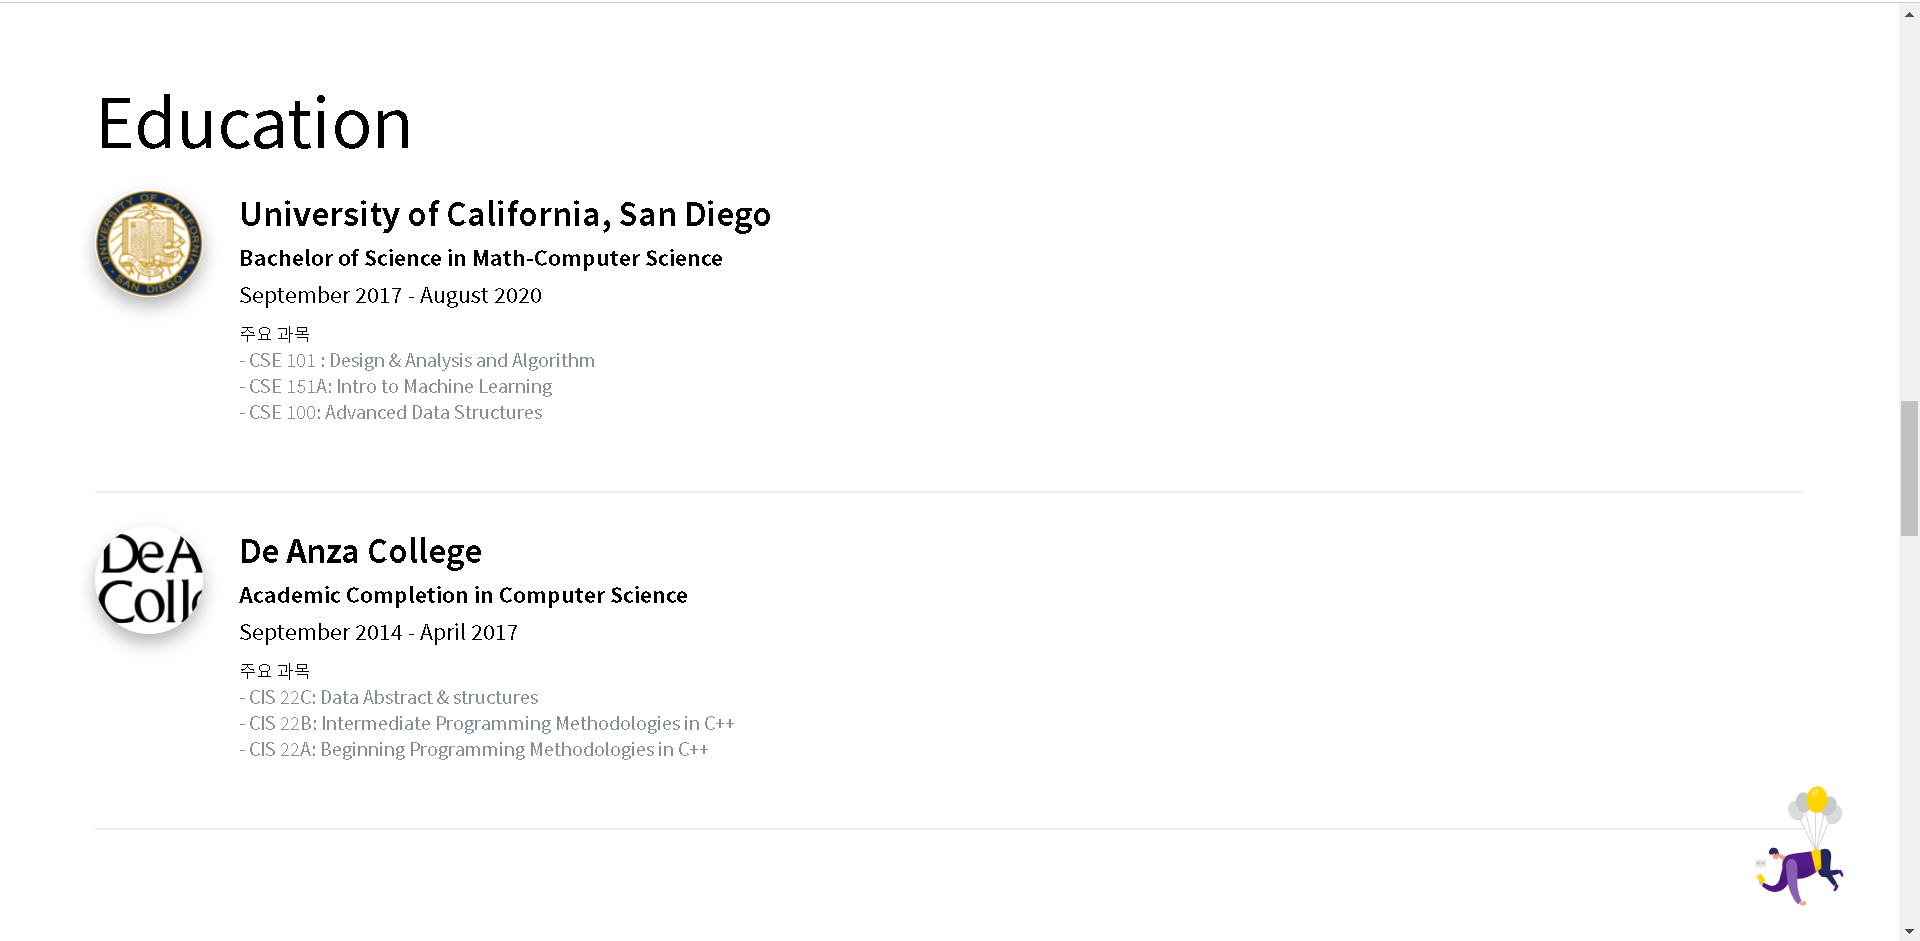 Education
UNIVERSITY OF CALIFORNIA
SAN DIEGO
University of California, San Diego
Bachelor of Science in Math-Computer Science
September 2017 - August 2020
주요 과목
- CSE 101 : Design & Analysis and Algorithm
- CSE 151A: Intro to Machine Learning
- CSE 100: Advanced Data Structures
De A
Coll
De Anza College
Academic Completion in Computer Science
September 2014 - April 2017
주요 과목
- CIS 22C: Data Abstract & structures
- CIS 22B: Intermediate Programming Methodologies in C++
- CIS 22A: Beginning Programming Methodologies in C++